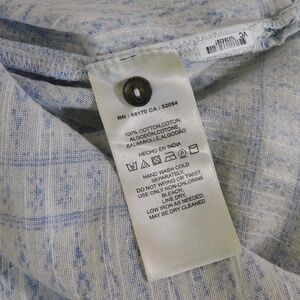 RN : 66170 CA : 32054
100% COTTON, COTON,
ALGODÓN, COTONE,
BAUMWOLLE, ALGODÃO
HECHO EN INDIA
HAND WASH COLD
SEPARATELY.
DO NOT WRING OR TWIST.
USE ONLY NON-CHLORINE
BLEACH.
LINE DRY.
LOW IRON AS NEEDED.
MAY BE DRY CLEANED